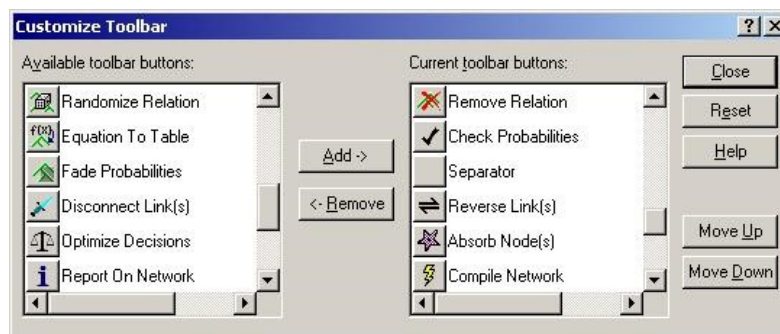 Customize Toolbar
Available toolbar buttons:
Randomize Relation
f(x)
Equation To Table
Fade Probabilities
Disconnect Link(s)
Optimize Decisions
Report On Network
Add ->
<- Remove
Current toolbar buttons:
Remove Relation
Check Probabilities
Separator
Reverse Link(s)
Absorb Node(s)
Compile Network
Close
Reset
Help
Move Up
Move Down